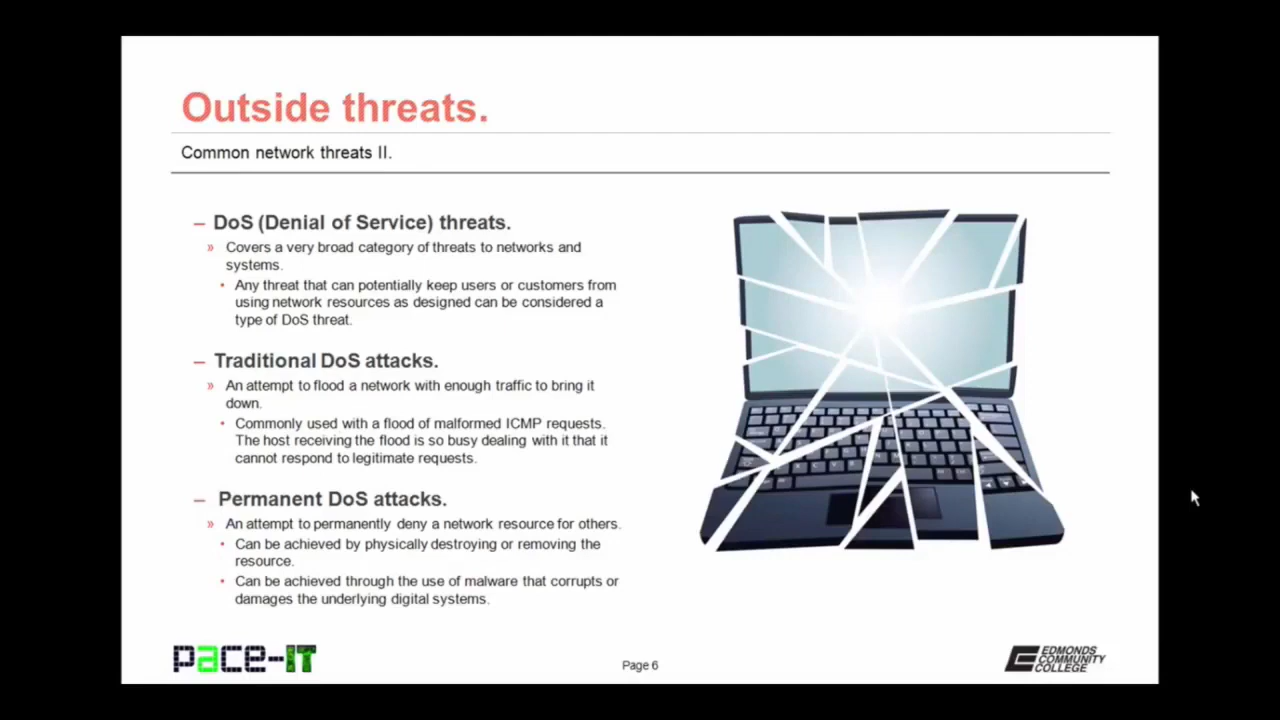 Outside threats.
Common network threats II.
– DoS (Denial of Service) threats.
» Covers a very broad category of threats to networks and
systems.
• Any threat that can potentially keep users or customers from
using network resources as designed can be considered a
type of DoS threat.
– Traditional DoS attacks.
» An attempt to flood a network with enough traffic to bring it
down.
• Commonly used with a flood of malformed ICMP requests.
The host receiving the flood is so busy dealing with it that it
cannot respond to legitimate requests.
– Permanent DoS attacks.
» An attempt to permanently deny a network resource for others.
• Can be achieved by physically destroying or removing the
resource.
• Can be achieved through the use of malware that corrupts or
damages the underlying digital systems.
pace-IT
Page 6
EDMONDS
COMMUNITY
COLLEGE